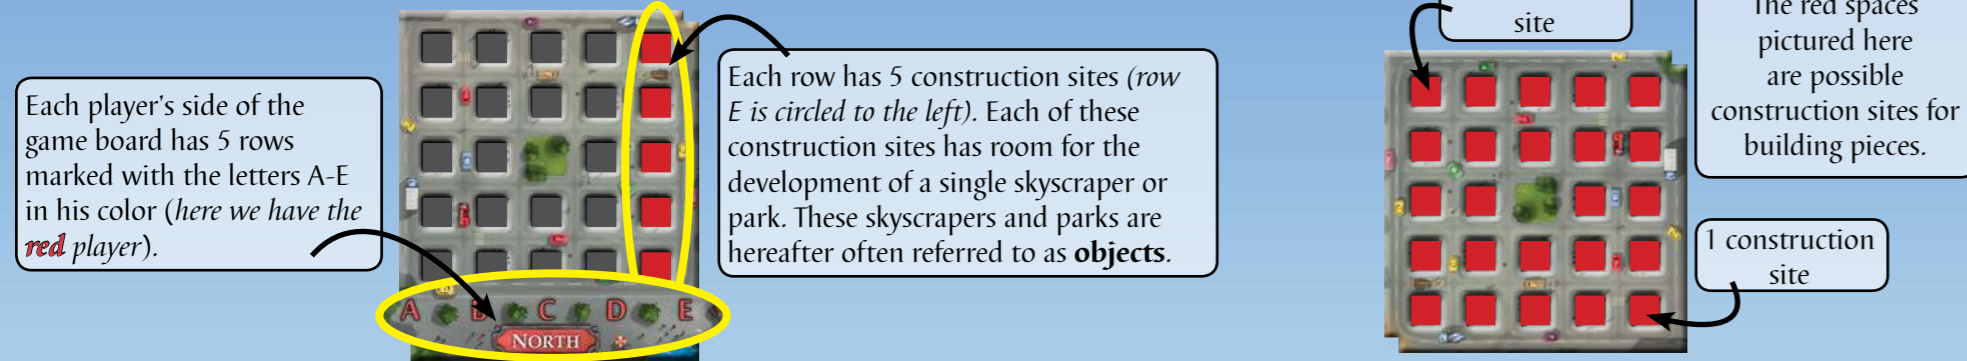 Each player's side of the
game board has 5 rows
marked with the letters A-E
in his color (here we have the
red player).
A B C D E
NORTH
Each row has 5 construction sites (row
E is circled to the left). Each of these
construction sites has room for the
development of a single skyscraper or
park. These skyscrapers and parks are
hereafter often referred to as objects.
site
The red spaces
pictured here
are possible
construction sites for
building pieces.
1 construction
site